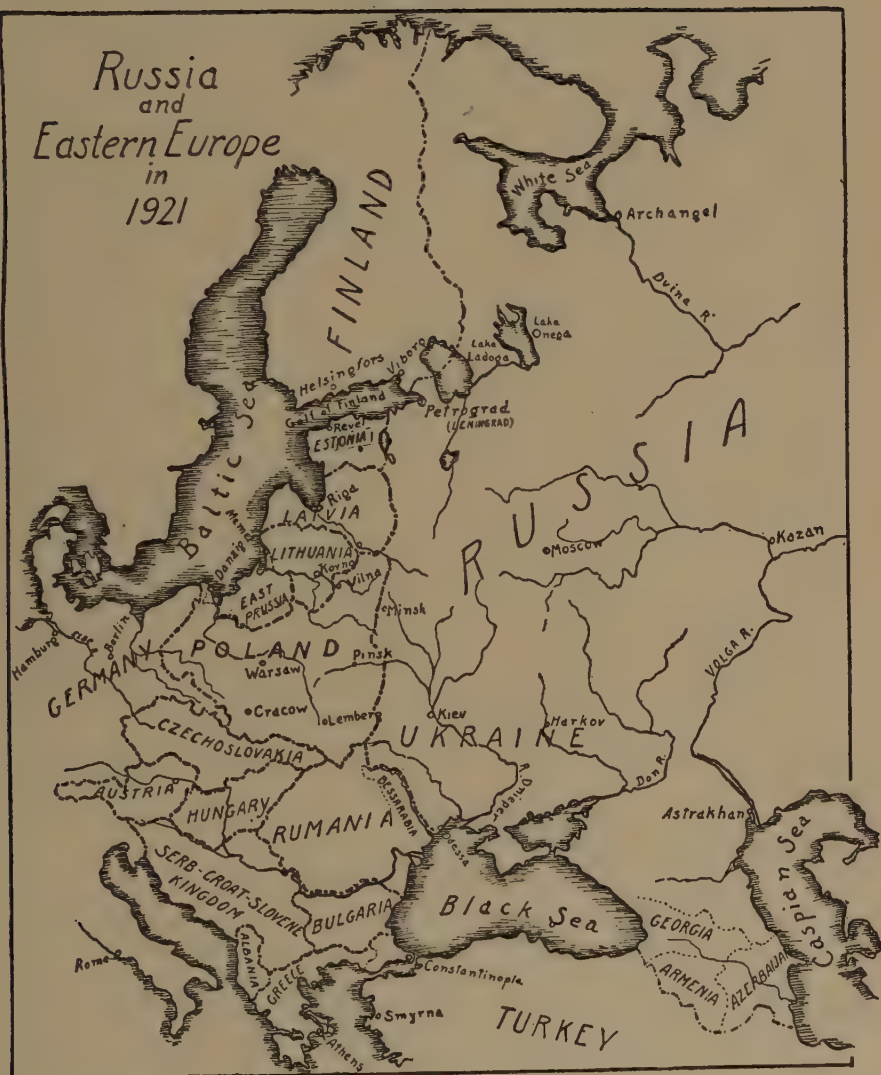 Russia
and
Eastern Europe
in
1921
White Sea
Archangel
Dvina R.
FINLAND
Lake
Onega
Lake
Ladoga
Viborg
Helsingfors
Gulf of Finland
Petrograd
(LENINGRAD)
Revel
ESTONIA
Baltic Sea
RUSSIA
Riga
LATVIA
Memel
LITHUANIA
Kovno
Vilna
Danzig
EAST
PRUSSIA
Moscow
Kazan
Minsk
Hamburg
Berlin
GERMANY
POLAND
Warsaw
Pinsk
VOLGA R.
Cracow
Lemberg
Kiev
UKRAINE
Harkov
CZECHOSLOVAKIA
Dnieper R.
Don R.
AUSTRIA
HUNGARY
BESSARABIA
RUMANIA
Odessa
Astrakhan
Caspian Sea
SERB-CROAT-SLOVENE
KINGDOM
BULGARIA
Black Sea
GEORGIA
ARMENIA
AZERBAIJAN
Rome
ALBANIA
GREECE
Constantinople
Smyrna
Athens
TURKEY